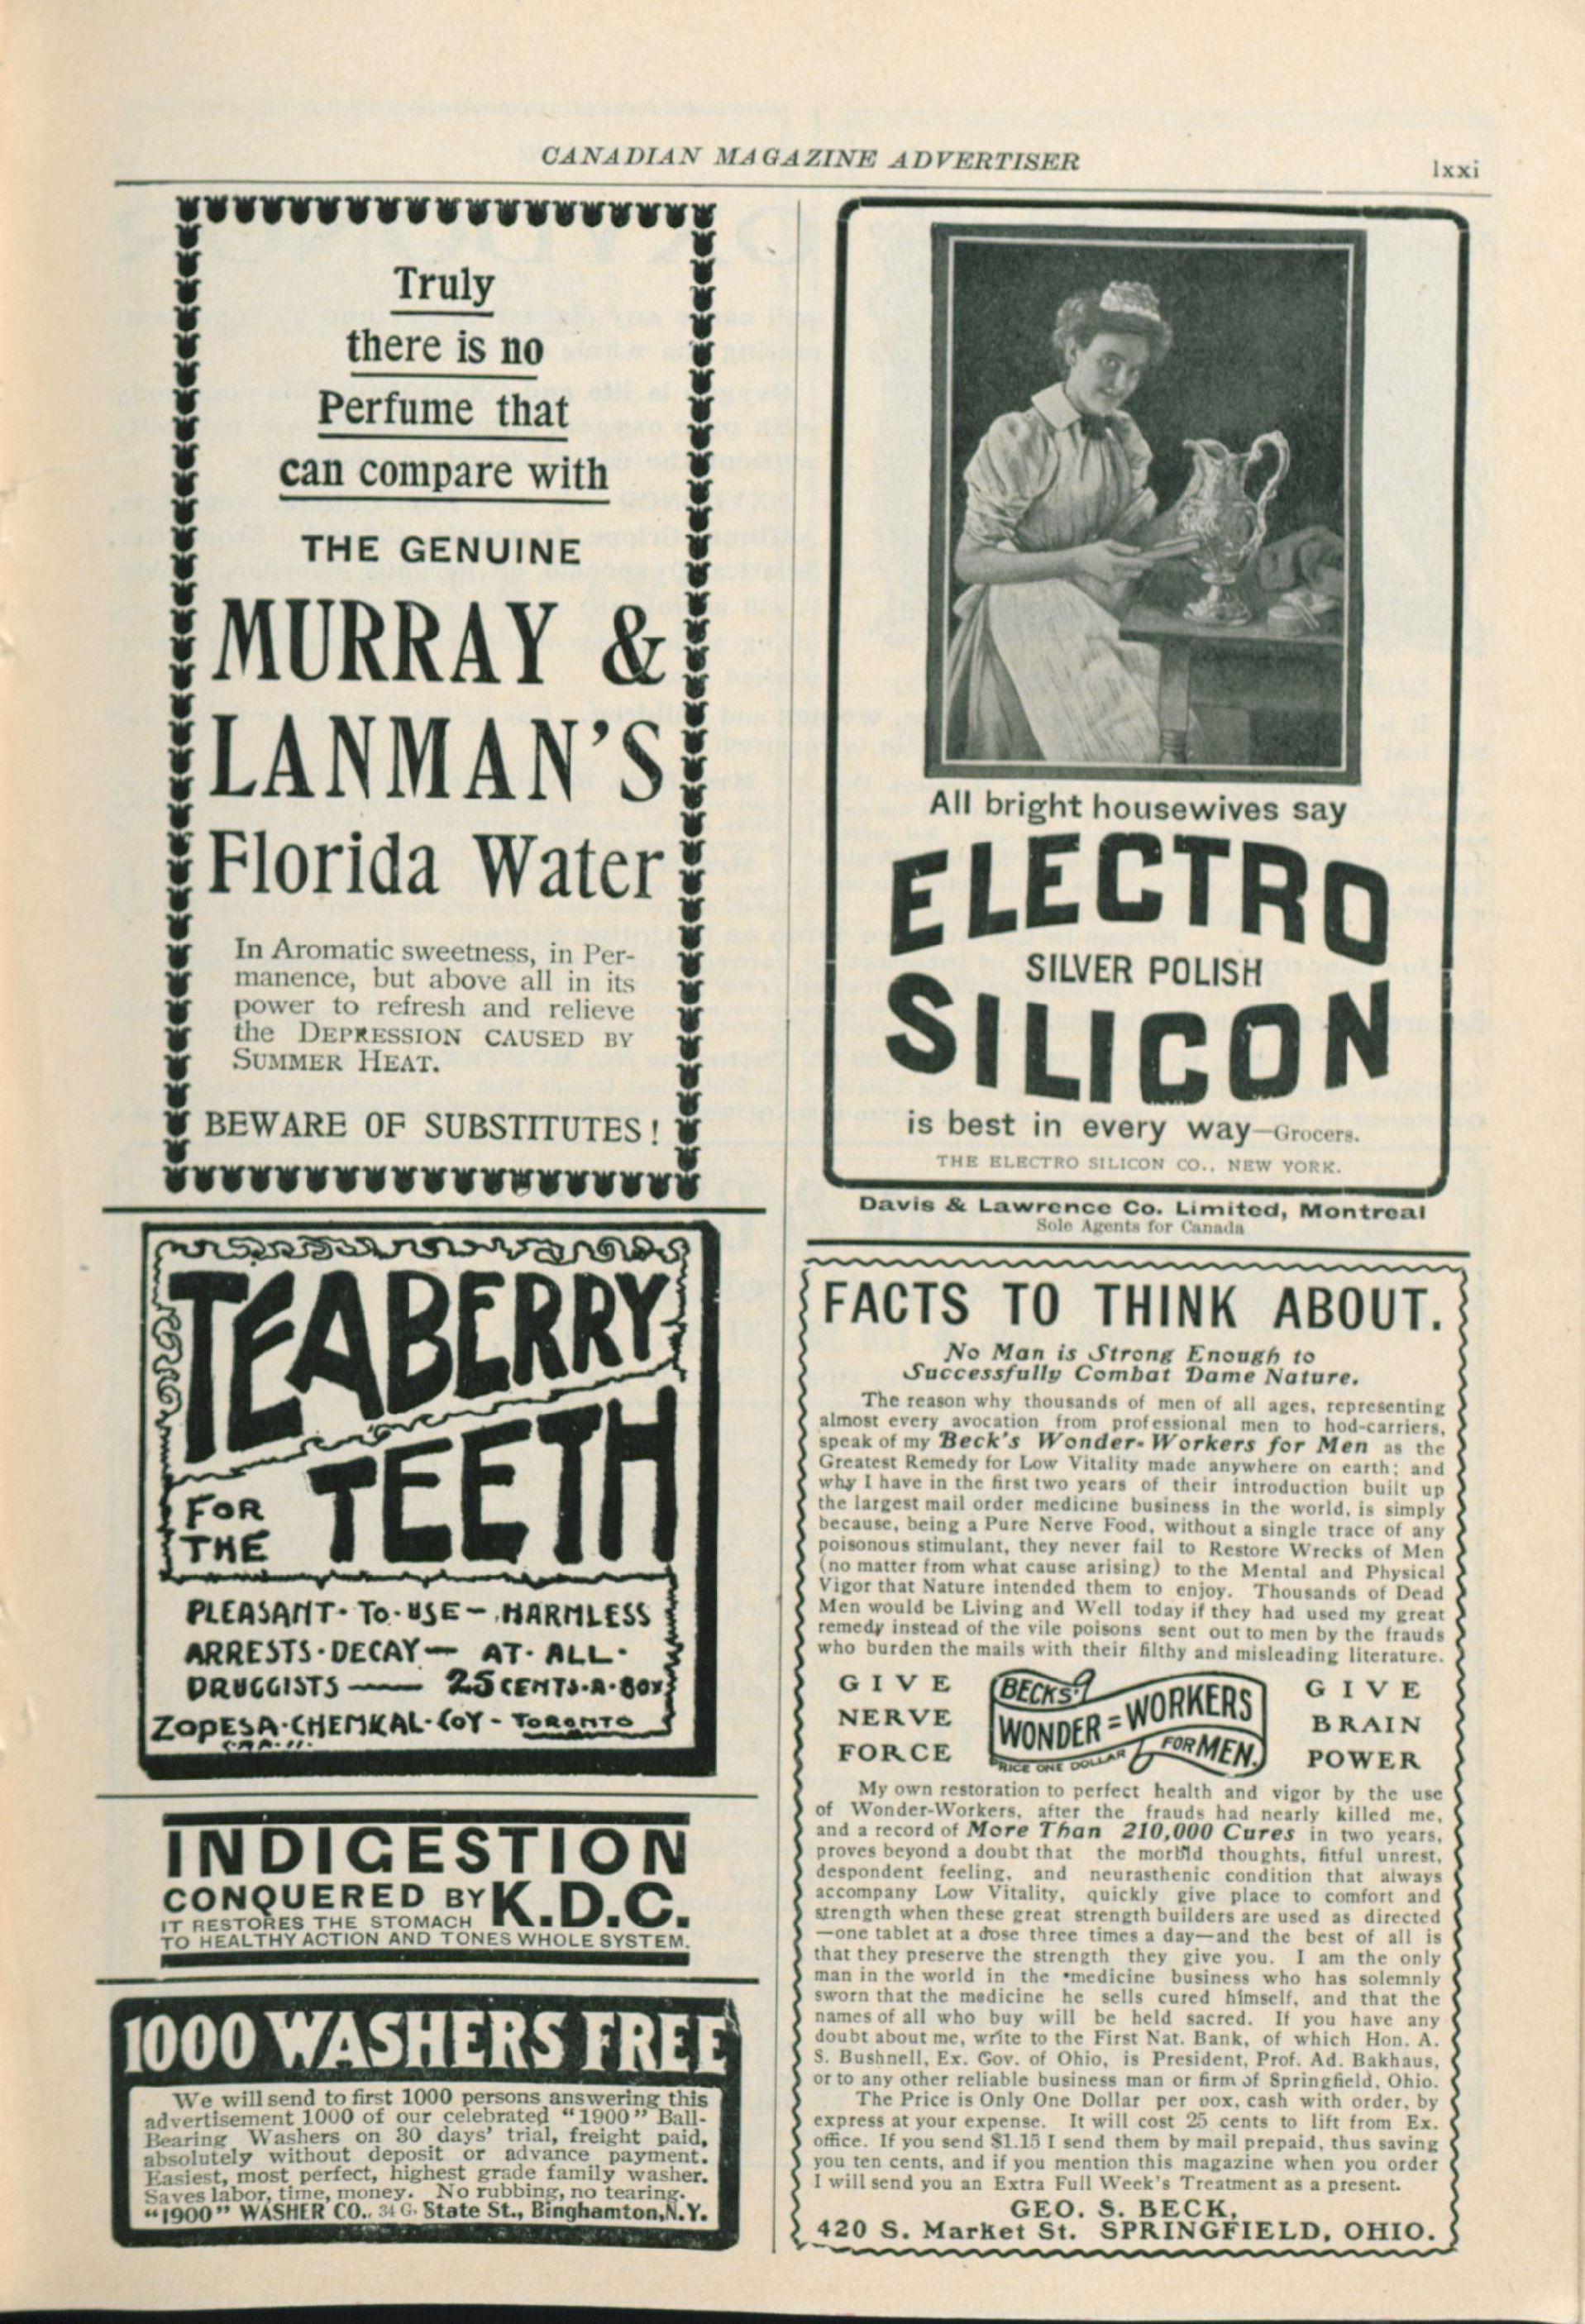 CANADIAN MAGAZINE ADVERTISER
lxxi
Truly
there is no
Perfume that
can compare with
THE GENUINE
MURRAY &
LANMAN'S
Florida Water
In Aromatic sweetness, in Per-
manence, but above all in its
power to refresh and relieve
the DEPRESSION CAUSED BY
SUMMER HEAT.
BEWARE OF SUBSTITUTES!
TEABERRY
FOR
THE
TEETH
PLEASANT-TO-USE-HARMLESS
ARRESTS-DECAY- AT-ALL-
DRUGGISTS — 25 CENTS-A-BOX
ZOPESA-CHEMICAL-COY-TORONTO
INDIGESTION
CONQUERED BY K.D.C.
IT RESTORES THE STOMACH
TO HEALTHY ACTION AND TONES WHOLE SYSTEM.
1000 WASHERS FREE
We will send to first 1000 persons answering this
advertisement 1000 of our celebrated "1900" Ball-
Bearing Washers on 30 days' trial, freight paid,
absolutely without deposit or advance payment.
Easiest, most perfect, highest grade family washer.
Saves labor, time, money. No rubbing, no tearing.
"1900" WASHER CO., 34 G. State St., Binghamton, N.Y.
All bright housewives say
ELECTRO
SILVER POLISH
SILICON
is best in every way—Grocers.
THE ELECTRO SILICON CO., NEW YORK.
Davis & Lawrence Co. Limited, Montreal
Sole Agents for Canada
FACTS TO THINK ABOUT.
No Man is Strong Enough to
Successfully Combat Dame Nature.
The reason why thousands of men of all ages, representing
almost every avocation from professional men to hod-carriers,
speak of my Beck's Wonder-Workers for Men as the
Greatest Remedy for Low Vitality made anywhere on earth; and
why I have in the first two years of their introduction built up
the largest mail order medicine business in the world, is simply
because, being a Pure Nerve Food, without a single trace of any
poisonous stimulant, they never fail to Restore Wrecks of Men
(no matter from what cause arising) to the Mental and Physical
Vigor that Nature intended them to enjoy. Thousands of Dead
Men would be Living and Well today if they had used my great
remedy instead of the vile poisons sent out to men by the frauds
who burden the mails with their filthy and misleading literature.
GIVE
NERVE
FORCE
BECKS'
WONDER=WORKERS
FOR MEN.
PRICE ONE DOLLAR
GIVE
BRAIN
POWER
My own restoration to perfect health and vigor by the use
of Wonder-Workers, after the frauds had nearly killed me,
and a record of More Than 210,000 Cures in two years,
proves beyond a doubt that the morbid thoughts, fitful unrest,
despondent feeling, and neurasthenic condition that always
accompany Low Vitality, quickly give place to comfort and
strength when these great strength builders are used as directed
—one tablet at a dose three times a day—and the best of all is
that they preserve the strength they give you. I am the only
man in the world in the medicine business who has solemnly
sworn that the medicine he sells cured himself, and that the
names of all who buy will be held sacred. If you have any
doubt about me, write to the First Nat. Bank, of which Hon. A.
S. Bushnell, Ex. Gov. of Ohio, is President, Prof. Ad. Bakhaus,
or to any other reliable business man or firm of Springfield, Ohio.
The Price is Only One Dollar per box, cash with order, by
express at your expense. It will cost 25 cents to lift from Ex.
office. If you send $1.15 I send them by mail prepaid, thus saving
you ten cents, and if you mention this magazine when you order
I will send you an Extra Full Week's Treatment as a present.
GEO. S. BECK,
420 S. Market St. SPRINGFIELD, OHIO.